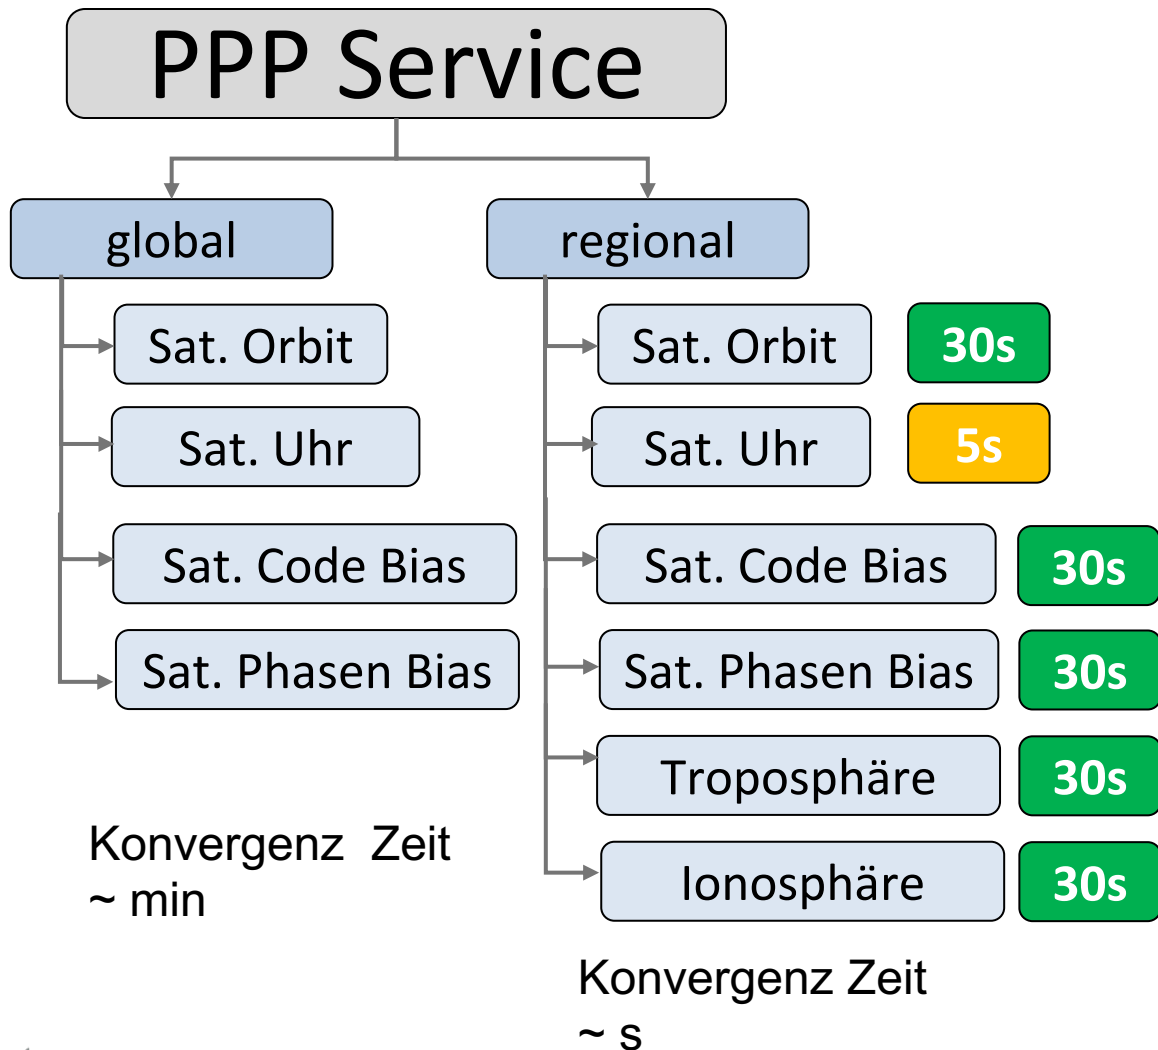 PPP Service
global
regional
Sat. Orbit
Sat. Orbit
30s
Sat. Uhr
Sat. Uhr
5s
Sat. Code Bias
Sat. Code Bias
30s
Sat. Phasen Bias
Sat. Phasen Bias
30s
Troposphäre
30s
Konvergenz Zeit
~ min
Ionosphäre
30s
Konvergenz Zeit
~ s